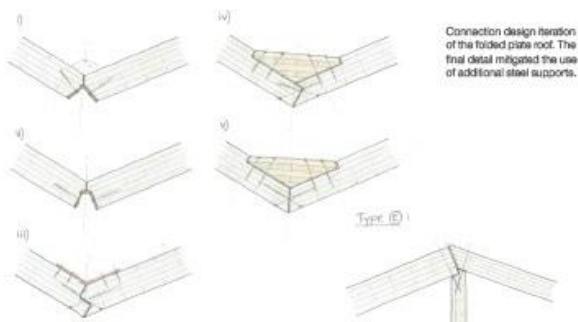 i)
iv)
Connection design iteration
of the folded plate roof. The
final detail mitigated the use
of additional steel supports.
v)
v)
Type (E) :
iii)